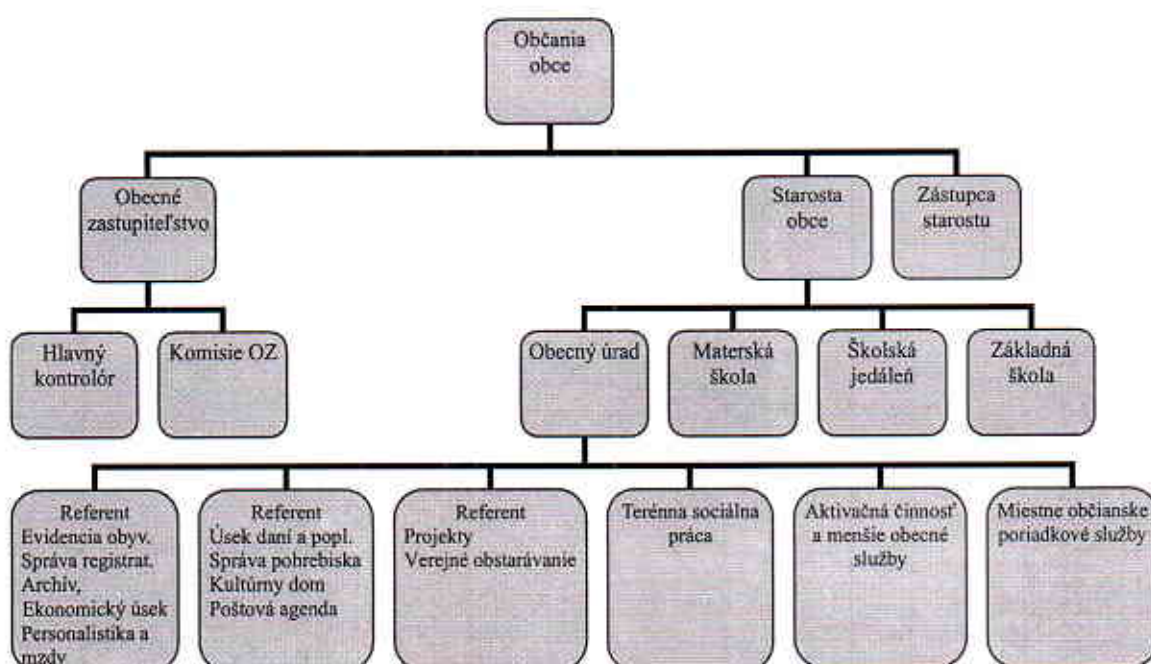 Občania
obce
Obecné
zastupiteľstvo
Starosta
obce
Zástupca
starostu
Hlavný
kontrolór
Komisie OZ
Obecný úrad
Materská
škola
Školská
jedáleň
Základná
škola
Referent
Evidencia obyv.
Správa registrat.
Archív,
Ekonomický úsek
Personalistika a
mzdy
Referent
Úsek daní a popl.
Správa pohrebiska
Kultúrny dom
Poštová agenda
Referent
Projekty
Verejné obstarávanie
Terénna sociálna
práca
Aktivačná činnosť
a menšie obecné
služby
Miestne občianske
poriadkové služby